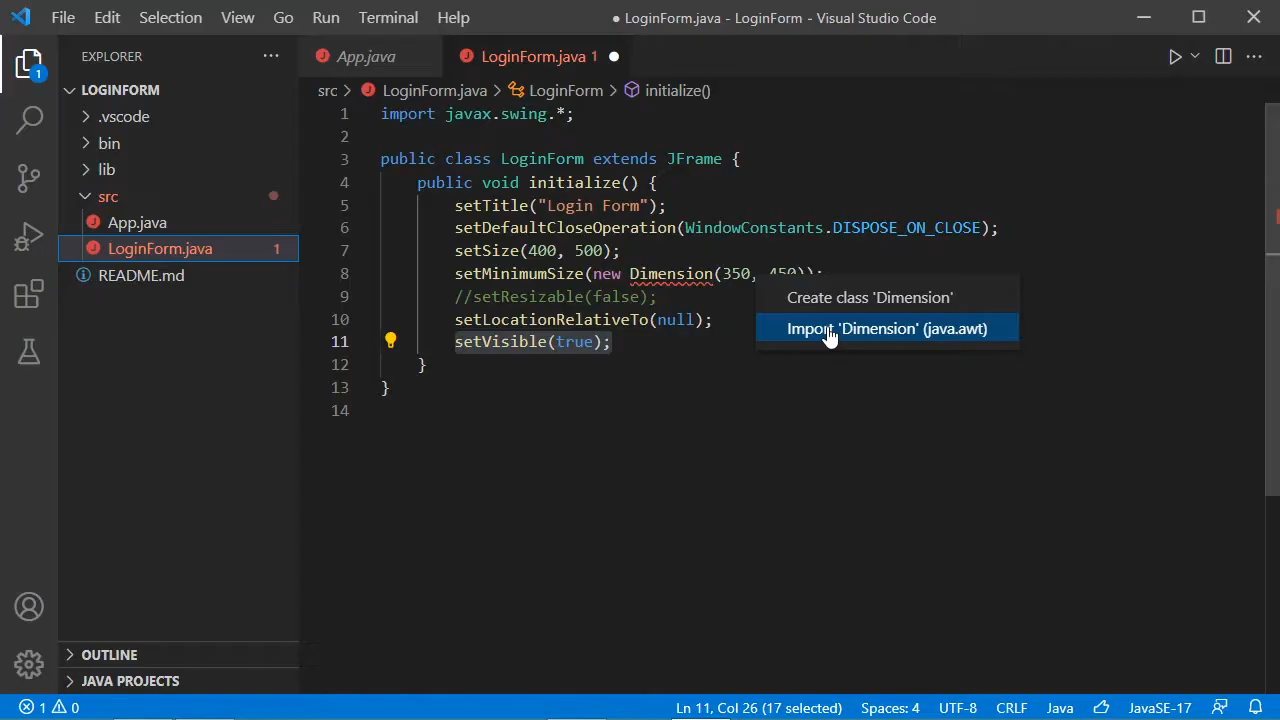 File Edit Selection View Go Run Terminal Help ● LoginForm.java - LoginForm - Visual Studio Code
EXPLORER
App.java LoginForm.java 1
LOGINFORM
src > LoginForm.java > LoginForm > initialize()
.vscode
bin
lib
src
App.java
LoginForm.java 1
README.md
1 import javax.swing.*;
2
3 public class LoginForm extends JFrame {
4 public void initialize() {
5 setTitle("Login Form");
6 setDefaultCloseOperation(WindowConstants.DISPOSE_ON_CLOSE);
7 setSize(400, 500);
8 setMinimumSize(new Dimension(350, 450));
9 //setResizable(false);
10 setLocationRelativeTo(null);
11 setVisible(true);
12 }
13 }
14
Create class 'Dimension'
Import 'Dimension' (java.awt)
1
OUTLINE
JAVA PROJECTS
1 0 Ln 11, Col 26 (17 selected) Spaces: 4 UTF-8 CRLF Java JavaSE-17